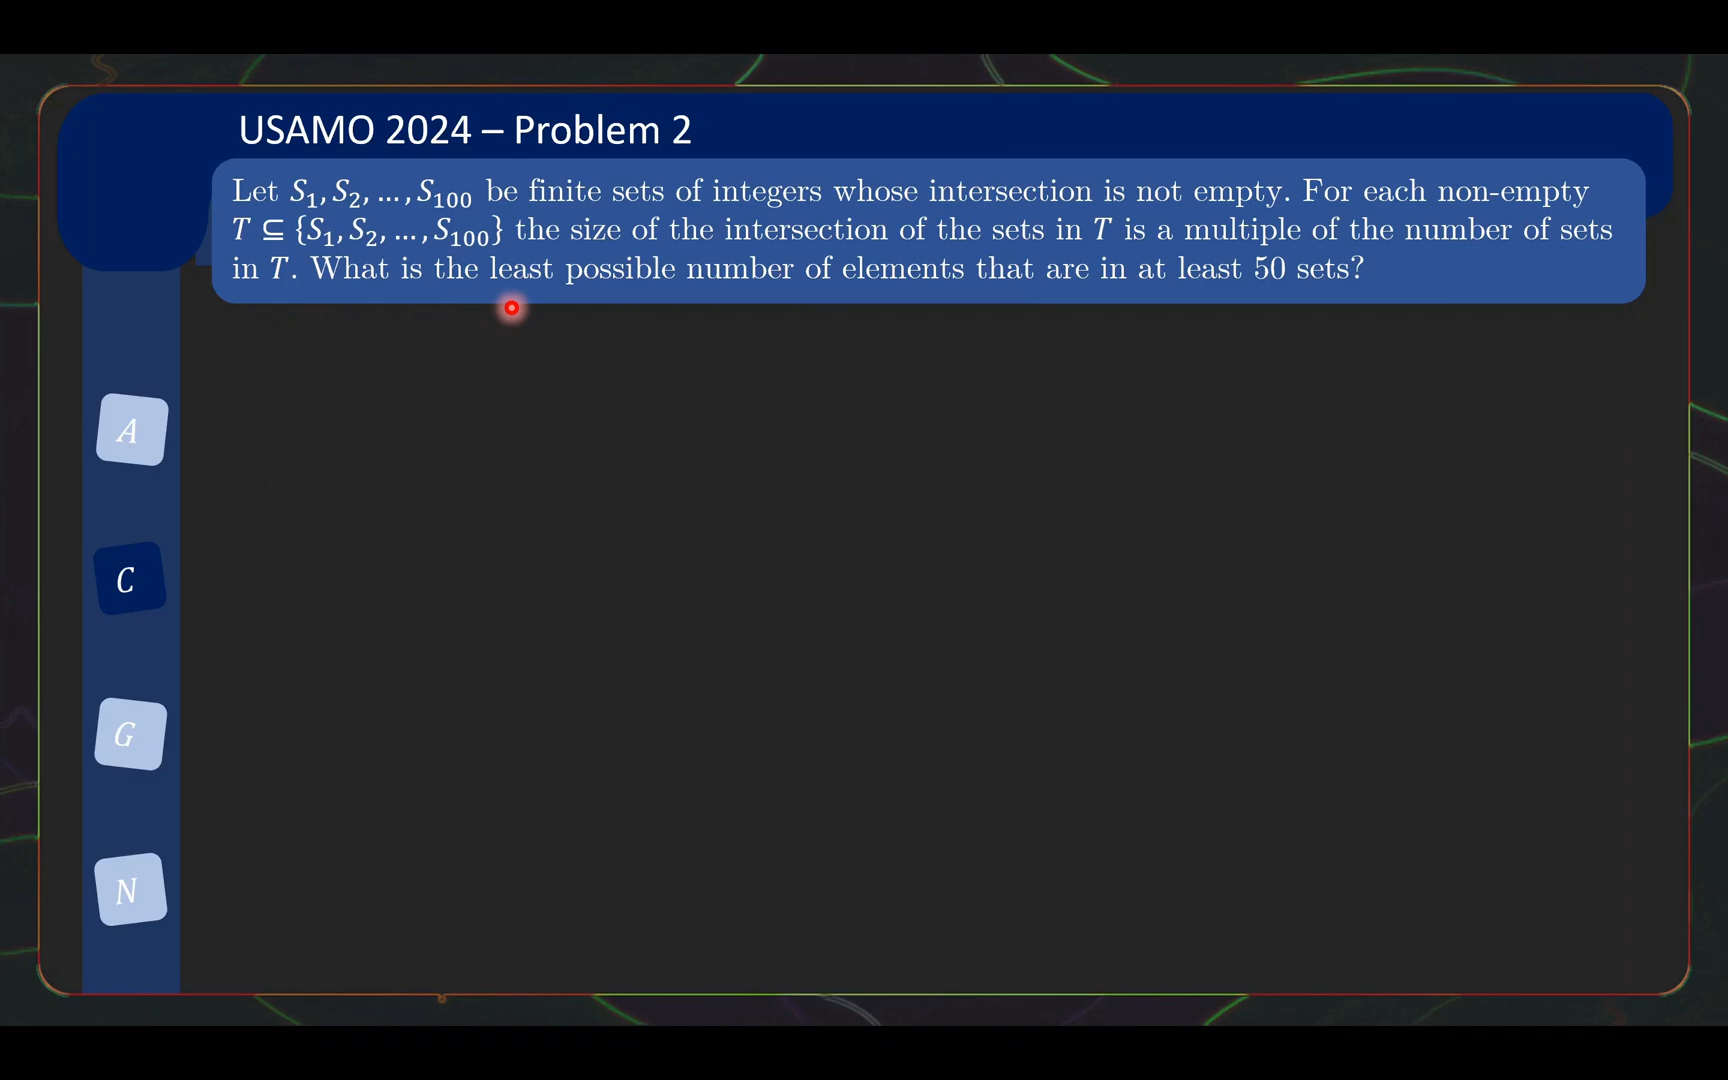 USAMO 2024 – Problem 2
Let S₁, S₂, ..., S₁₀₀ be finite sets of integers whose intersection is not empty. For each non-empty
T ⊆ {S₁, S₂, ..., S₁₀₀} the size of the intersection of the sets in T is a multiple of the number of sets
in T. What is the least possible number of elements that are in at least 50 sets?
A
C
G
N